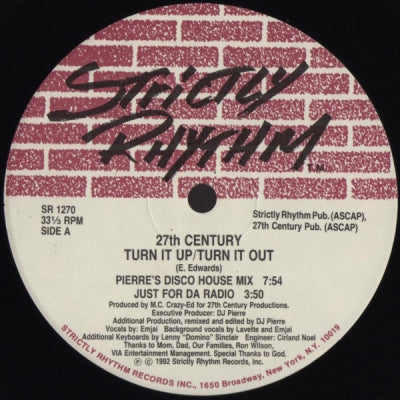 STRICTLY
RHYTHM
T.M.
SR 1270
33⅓ RPM
SIDE A
Strictly Rhythm Pub. (ASCAP),
27th Century Pub. (ASCAP)
27th CENTURY
TURN IT UP/TURN IT OUT
(E. Edwards)
PIERRE'S DISCO HOUSE MIX 7:54
JUST FOR DA RADIO 3:50
Produced by M.C. Crazy-Ed for 27th Century Productions.
Executive Producer: DJ Pierre
Additional Production, remixed and edited by DJ Pierre
Vocals by: Emjai Background vocals by Lavette and Emjai
Additional Keyboards by Lenny "Domino" Sinclair Engineer: Cirland Noel
Thanks to Mom, Dad, Our Families, Ron Wilson,
VIA Entertainment Management. Special Thanks to God.
Ⓟ © 1992 Strictly Rhythm Records
STRICTLY RHYTHM RECORDS INC., 1650 Broadway, New York, N.Y. 10019